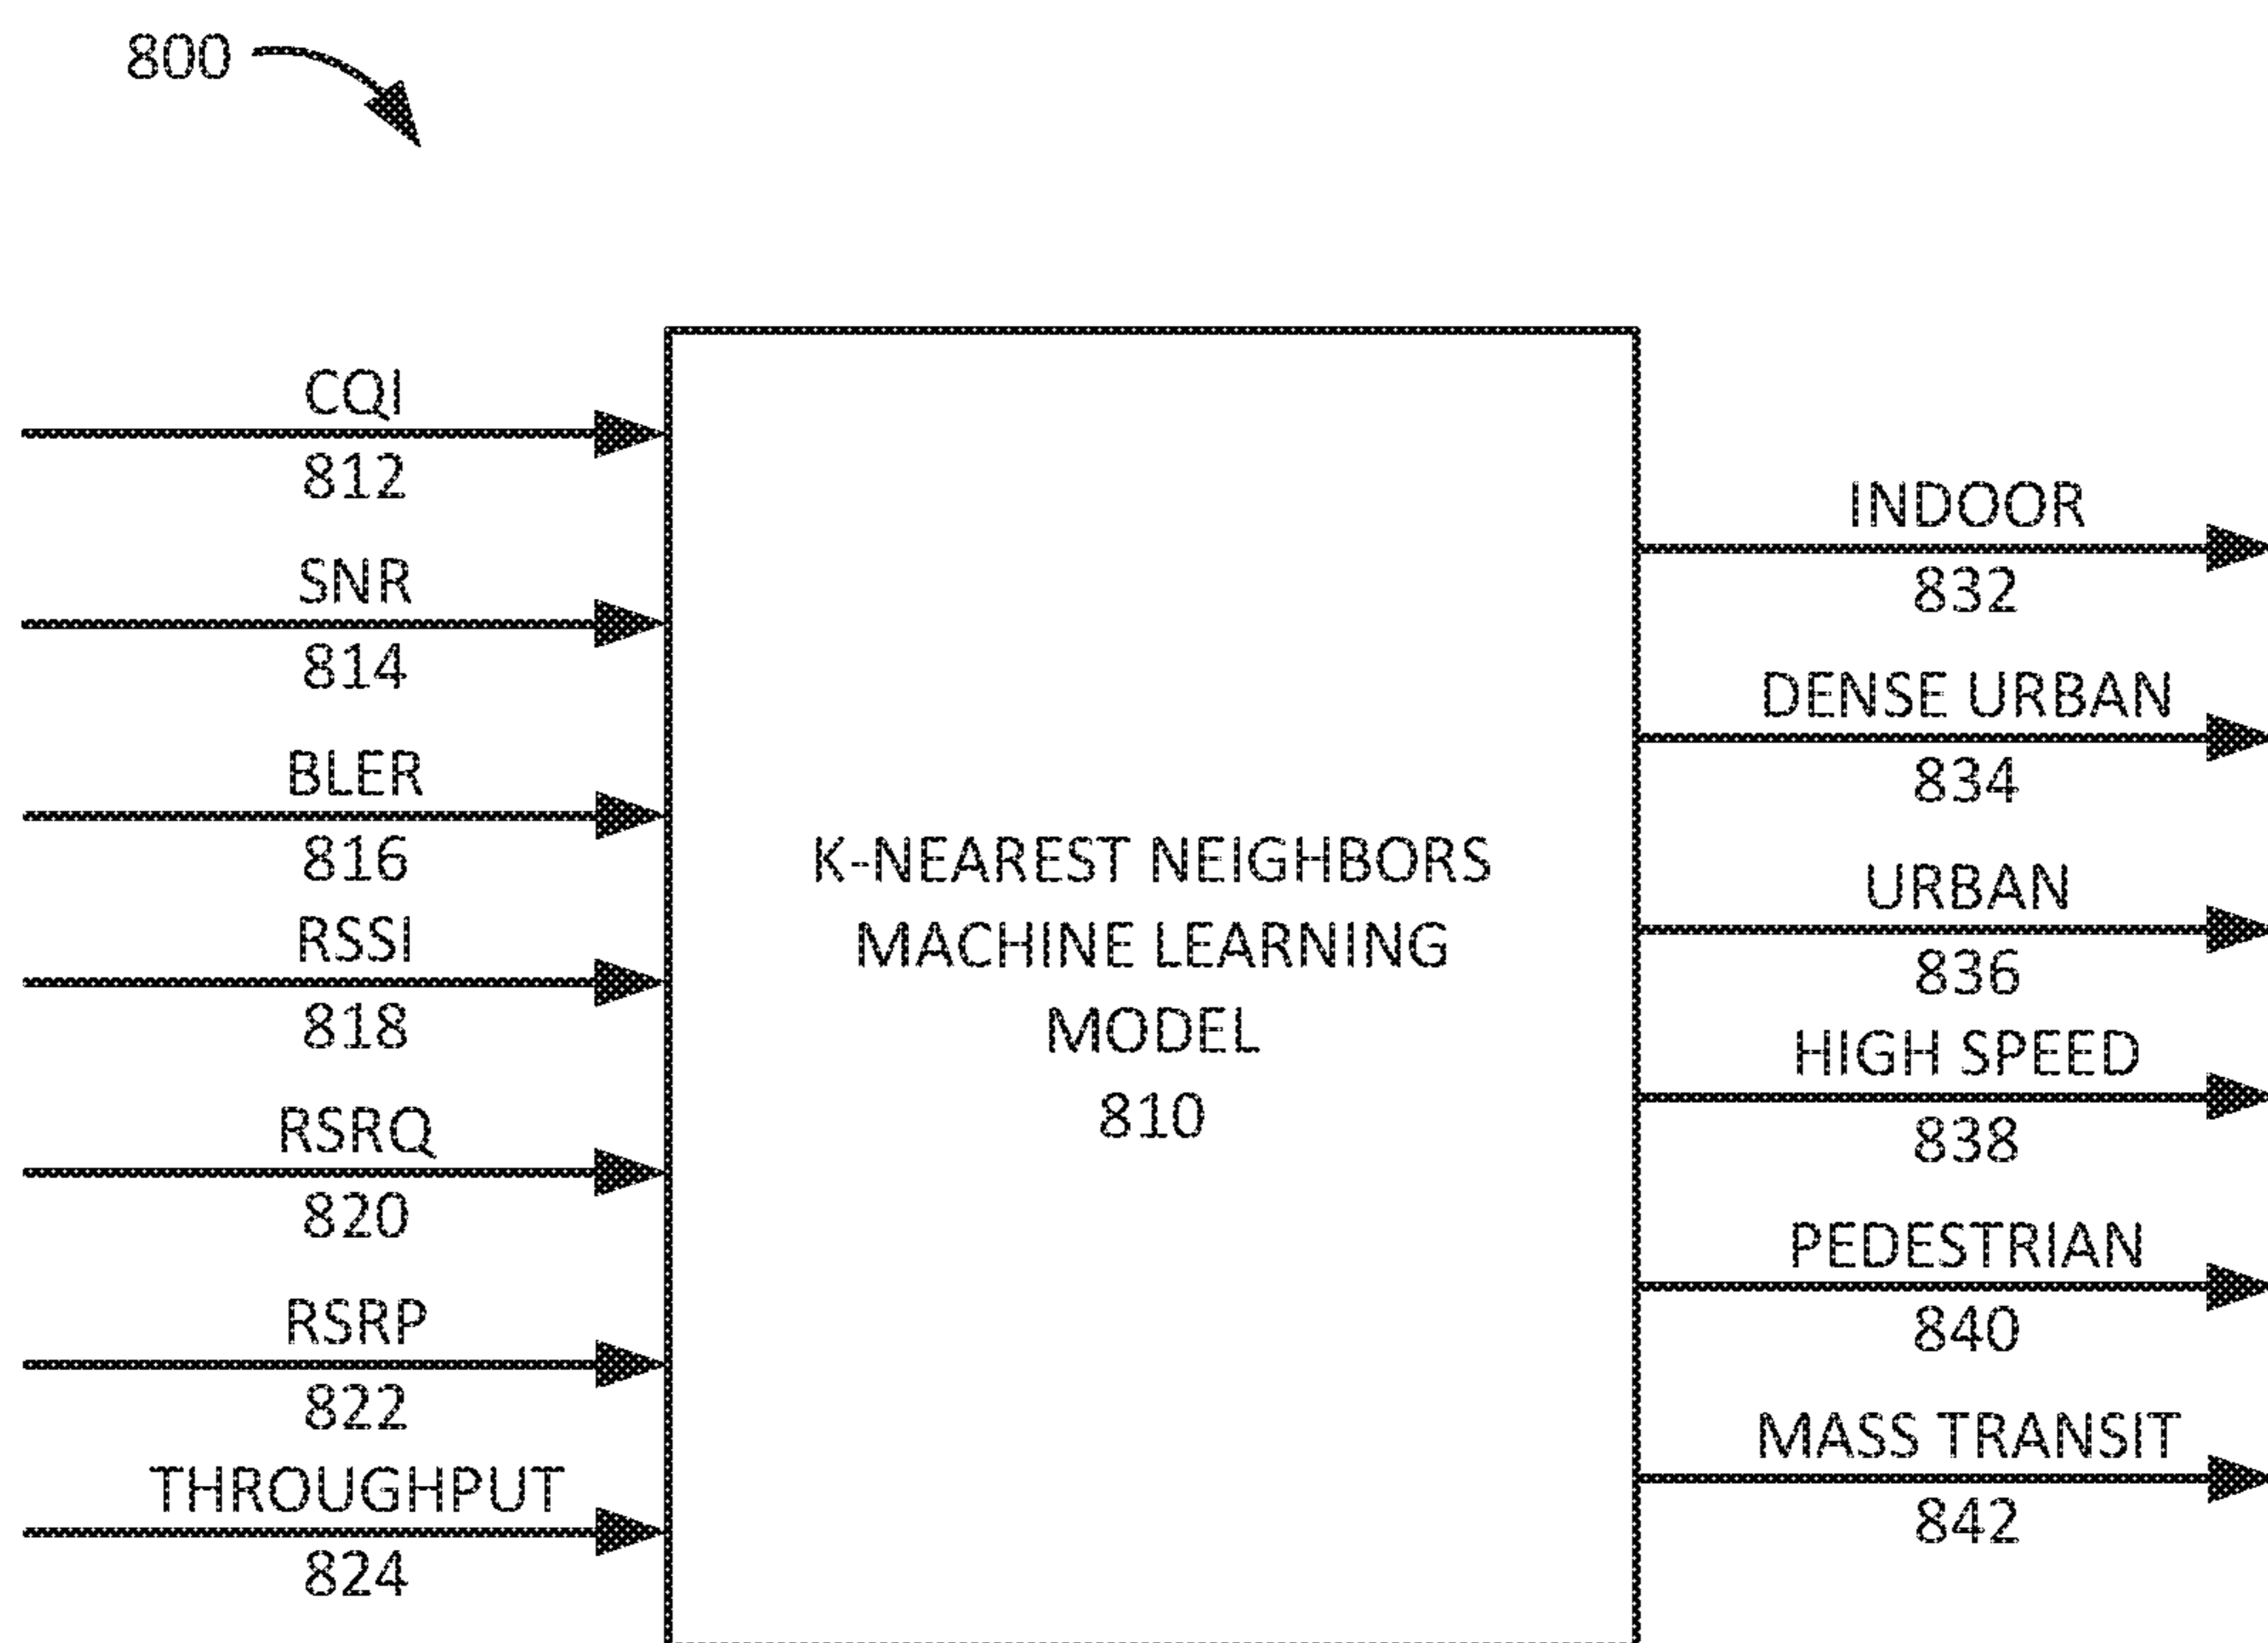 800
CQI
812
SNR
814
BLER
816
RSSI
818
RSRQ
820
RSRP
822
THROUGHPUT
824
K-NEAREST NEIGHBORS
MACHINE LEARNING
MODEL
810
INDOOR
832
DENSE URBAN
834
URBAN
836
HIGH SPEED
838
PEDESTRIAN
840
MASS TRANSIT
842